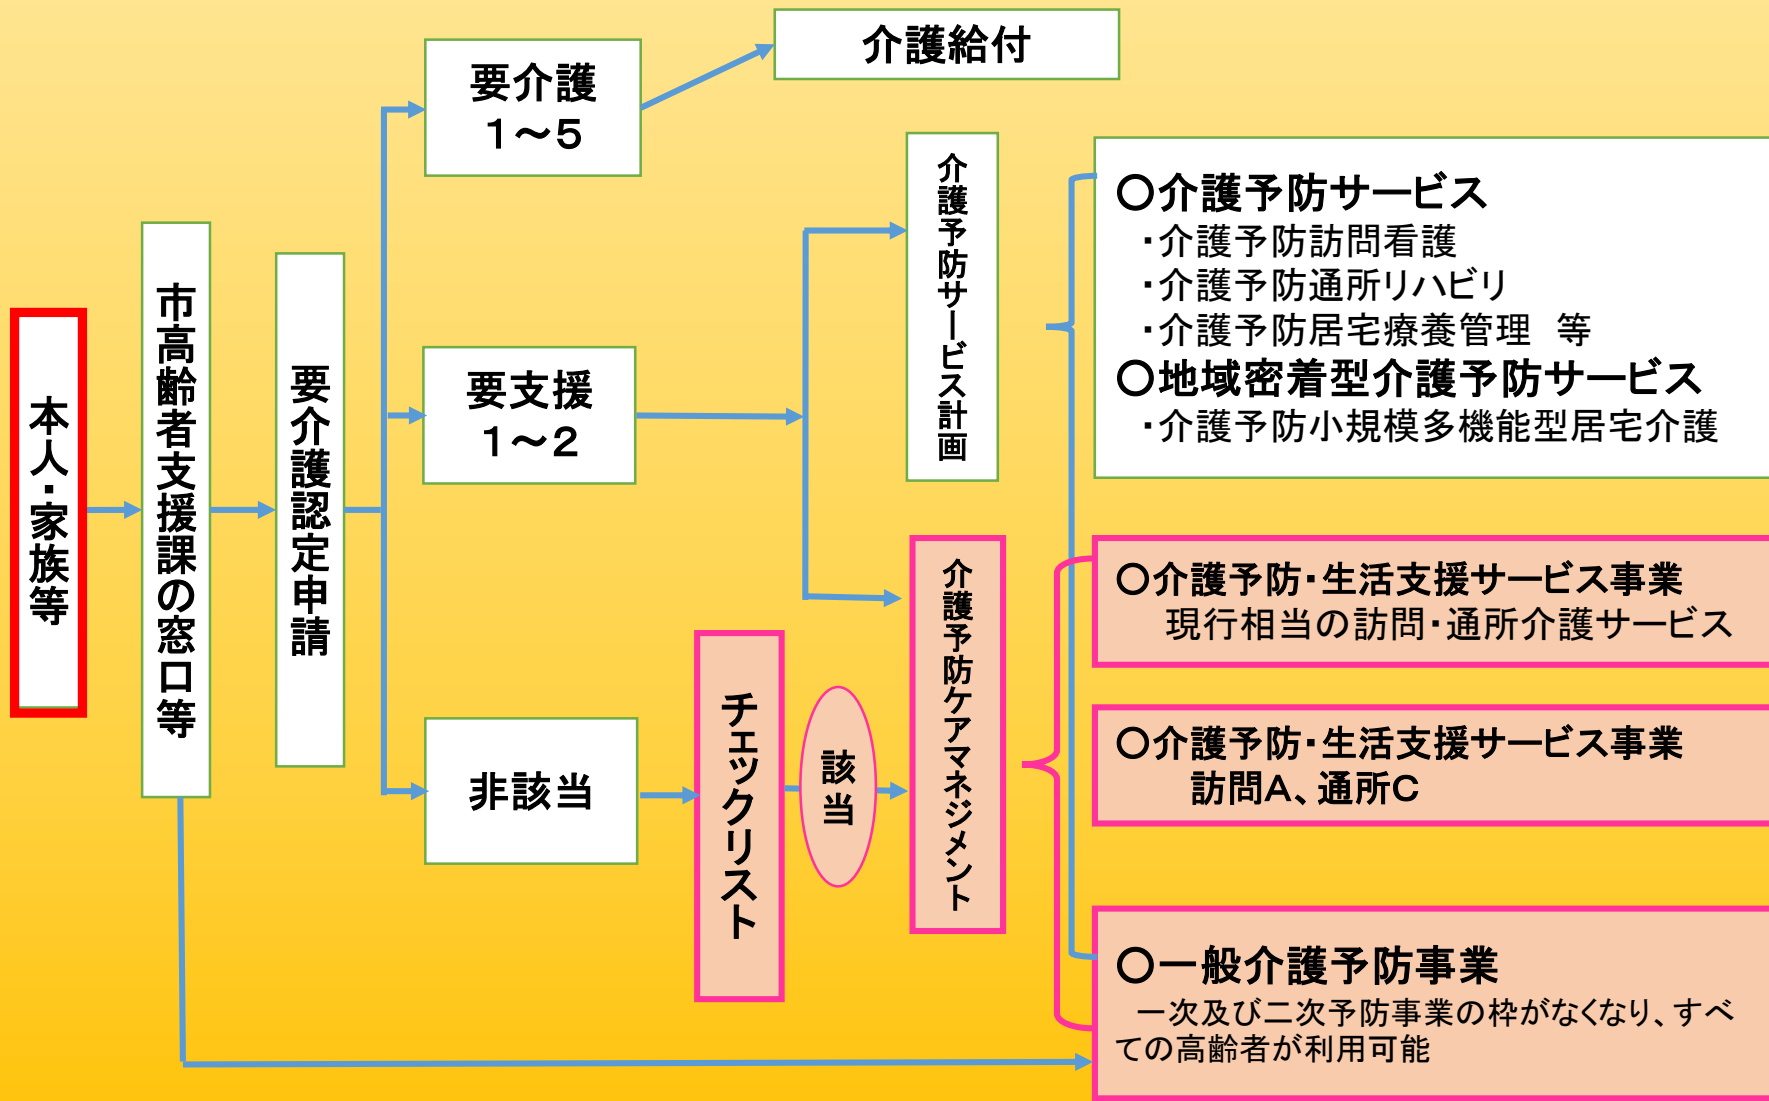 本人・家族等
市高齢者支援課の窓口等
要介護認定申請
要介護
１～５
介護給付
要支援
１～２
非該当
チェックリスト
該当
介護予防サービス計画
介護予防ケアマネジメント
○介護予防サービス
・介護予防訪問看護
・介護予防通所リハビリ
・介護予防居宅療養管理　等
○地域密着型介護予防サービス
・介護予防小規模多機能型居宅介護
○介護予防・生活支援サービス事業
現行相当の訪問・通所介護サービス
○介護予防・生活支援サービス事業
訪問Ａ、通所Ｃ
○一般介護予防事業
一次及び二次予防事業の枠がなくなり、すべ
ての高齢者が利用可能